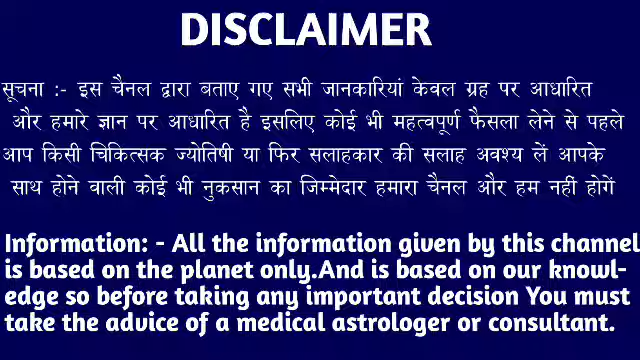 DISCLAIMER
सूचना :- इस चैनल द्वारा बताए गए सभी जानकारियां केवल ग्रह पर आधारित
और हमारे ज्ञान पर आधारित है इसलिए कोई भी महत्वपूर्ण फैसला लेने से पहले
आप किसी चिकित्सक ज्योतिषी या फिर सलाहकार की सलाह अवश्य लें आपके
साथ होने वाली कोई भी नुकसान का जिम्मेदार हमारा चैनल और हम नहीं होगें
Information: - All the information given by this channel
is based on the planet only.And is based on our knowl-
edge so before taking any important decision You must
take the advice of a medical astrologer or consultant.